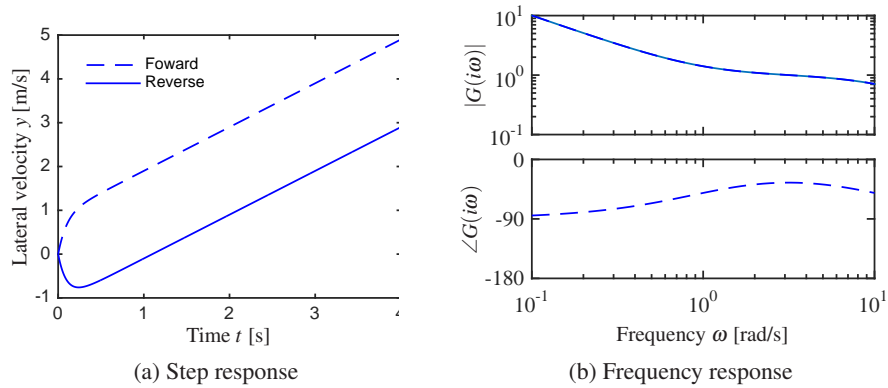 5
4
3
2
1
0
-1
Lateral velocity y [m/s]
Foward
Reverse
0
1
2
3
4
Time t [s]
(a) Step response
10^1
10^0
10^-1
|G(iω)|
0
-90
-180
∠G(iω)
10^-1
10^0
10^1
Frequency ω [rad/s]
(b) Frequency response